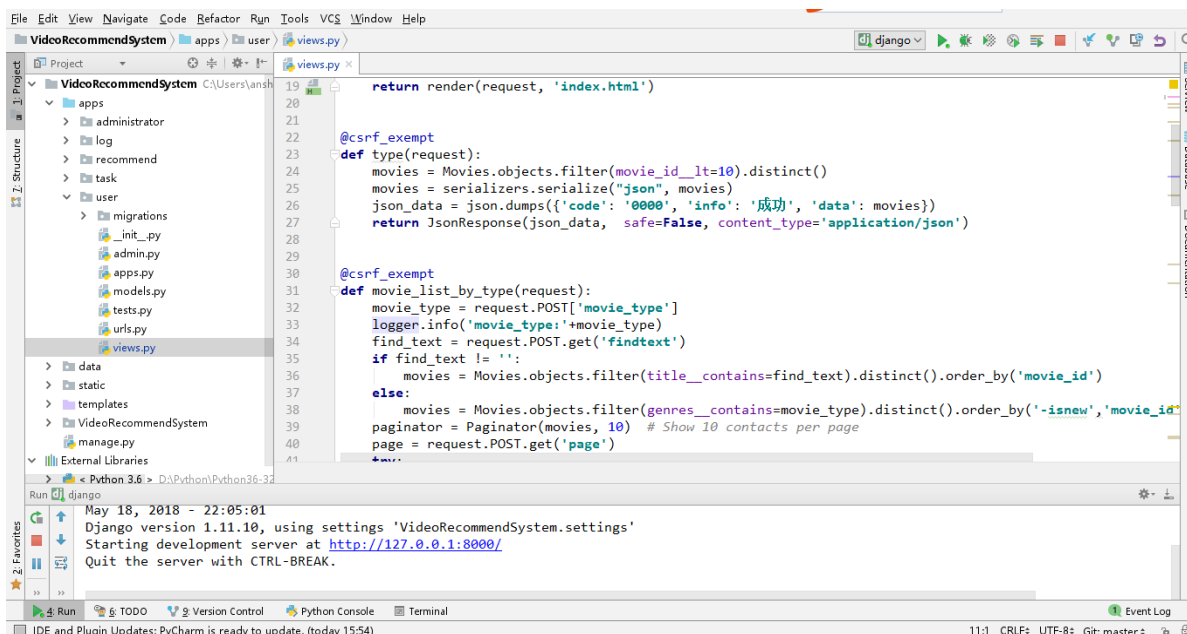 File Edit View Navigate Code Refactor Run Tools VCS Window Help
VideoRecommendSystem apps user views.py django
Project views.py ×
1: Project
7: Structure
2: Favorites
VideoRecommendSystem C:\Users\ansh
apps
administrator
log
recommend
task
user
migrations
__init__.py
admin.py
apps.py
models.py
tests.py
urls.py
views.py
data
static
templates
VideoRecommendSystem
manage.py
External Libraries
< Python 3.6 > D:\Python\Python36-32
19 return render(request, 'index.html')
20
21
22 @csrf_exempt
23 def type(request):
24 movies = Movies.objects.filter(movie_id__lt=10).distinct()
25 movies = serializers.serialize("json", movies)
26 json_data = json.dumps({'code': '0000', 'info': '成功', 'data': movies})
27 return JsonResponse(json_data, safe=False, content_type='application/json')
28
29
30 @csrf_exempt
31 def movie_list_by_type(request):
32 movie_type = request.POST['movie_type']
33 logger.info('movie_type:'+movie_type)
34 find_text = request.POST.get('findtext')
35 if find_text != '':
36 movies = Movies.objects.filter(title__contains=find_text).distinct().order_by('movie_id')
37 else:
38 movies = Movies.objects.filter(genres__contains=movie_type).distinct().order_by('-isnew','movie_id'
39 paginator = Paginator(movies, 10) # Show 10 contacts per page
40 page = request.POST.get('page')
41 try:
Database
Documentation
Run django
May 18, 2018 - 22:05:01
Django version 1.11.10, using settings 'VideoRecommendSystem.settings'
Starting development server at http://127.0.0.1:8000/
Quit the server with CTRL-BREAK.
4: Run 6: TODO 9: Version Control Python Console Terminal 1 Event Log
IDE and Plugin Updates: PyCharm is ready to update. (today 15:54) 11:1 CRLF UTF-8 Git: master